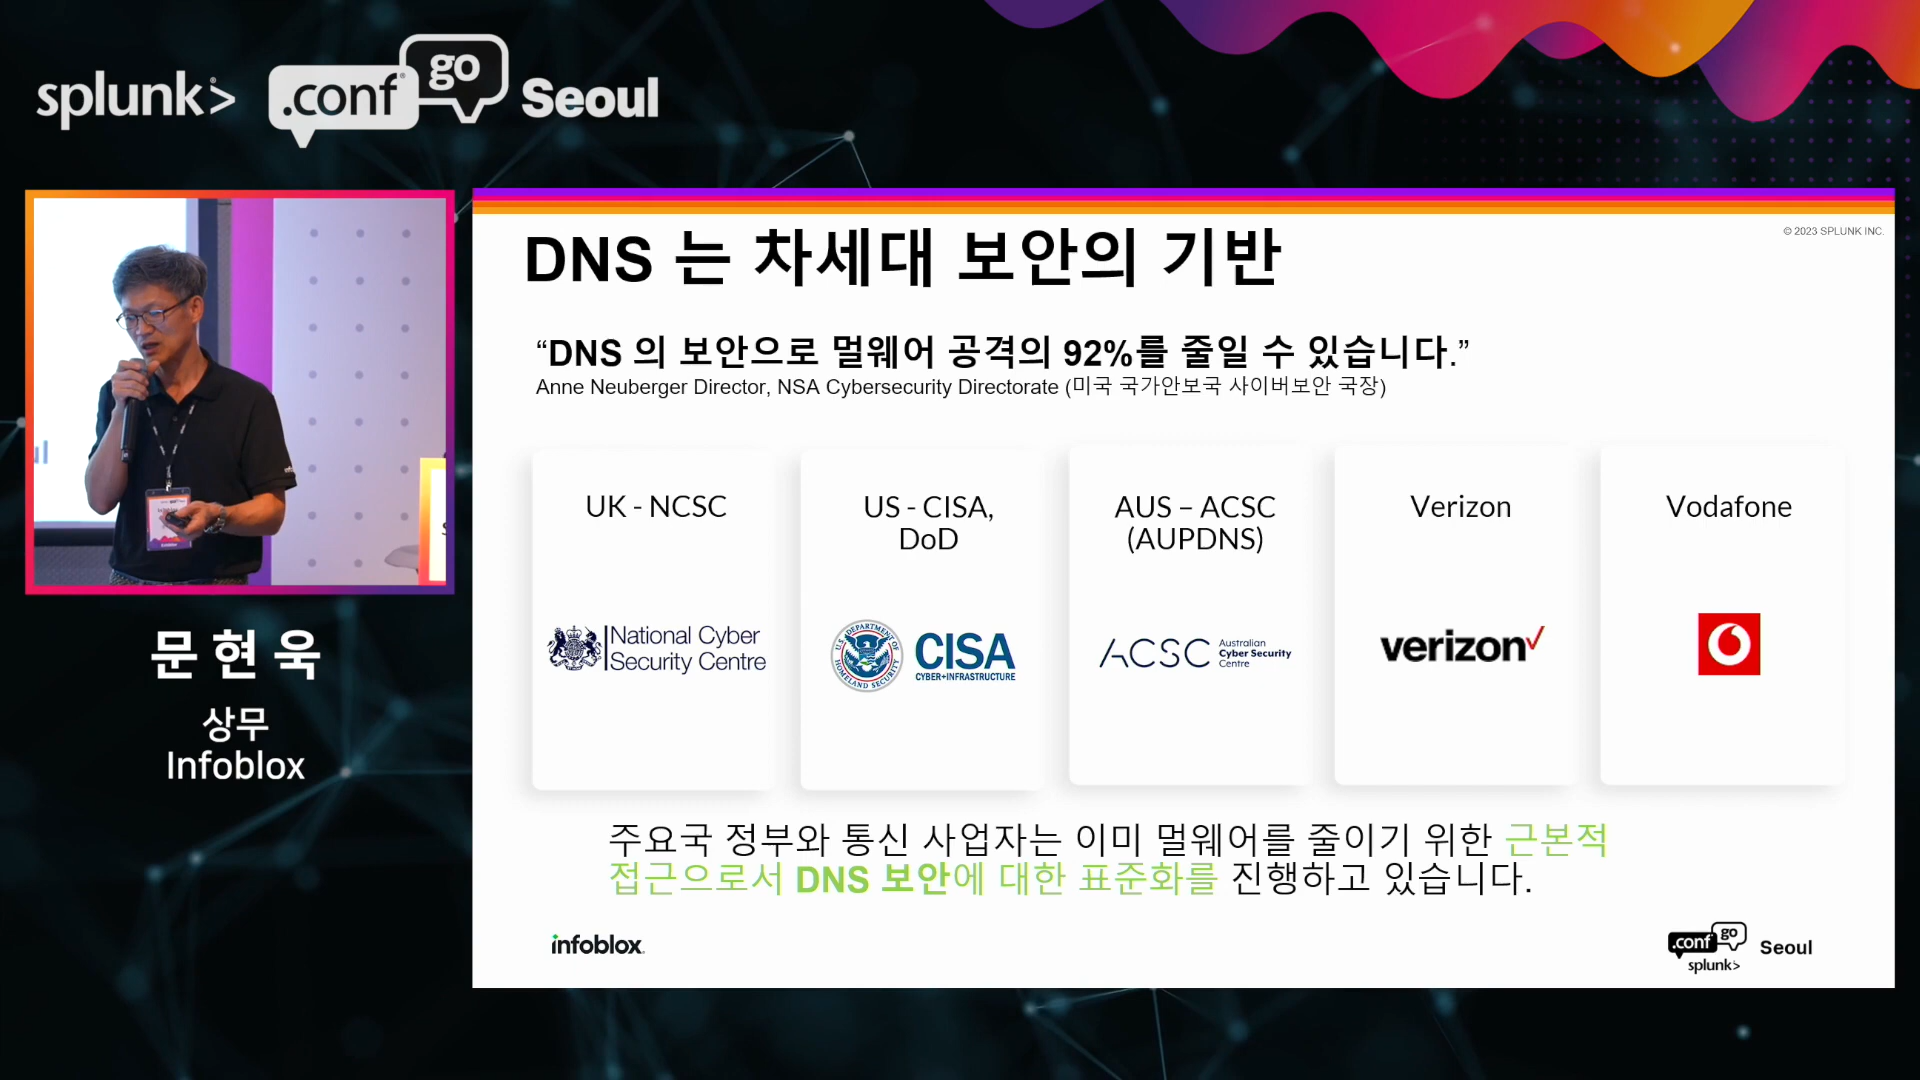 splunk> .conf go Seoul
© 2023 SPLUNK INC.
DNS 는 차세대 보안의 기반
“DNS 의 보안으로 멀웨어 공격의 92%를 줄일 수 있습니다.”
Anne Neuberger Director, NSA Cybersecurity Directorate (미국 국가안보국 사이버보안 국장)
UK - NCSC
National Cyber
Security Centre
US - CISA,
DoD
U.S. DEPARTMENT OF
HOMELAND SECURITY
CISA
CYBER+INFRASTRUCTURE
AUS – ACSC
(AUPDNS)
ACSC
Australian
Cyber Security
Centre
Verizon
verizon
Vodafone
주요국 정부와 통신 사업자는 이미 멀웨어를 줄이기 위한 근본적
접근으로서 DNS 보안에 대한 표준화를 진행하고 있습니다.
infoblox
.conf go
splunk>
Seoul
문 현 욱
상무
Infoblox